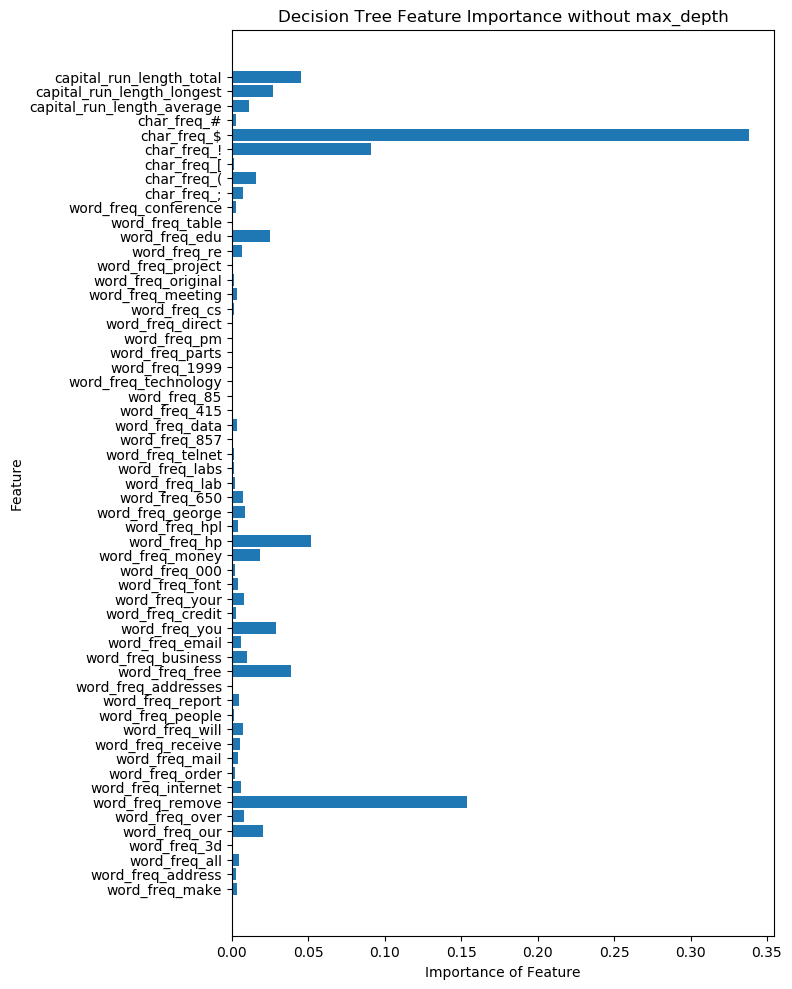 Decision Tree Feature Importance without max_depth
capital_run_length_total
capital_run_length_longest
capital_run_length_average
char_freq_#
char_freq_$
char_freq_!
char_freq_[
char_freq_(
char_freq_;
word_freq_conference
word_freq_table
word_freq_edu
word_freq_re
word_freq_project
word_freq_original
word_freq_meeting
word_freq_cs
word_freq_direct
word_freq_pm
word_freq_parts
word_freq_1999
word_freq_technology
word_freq_85
word_freq_415
word_freq_data
word_freq_857
word_freq_telnet
word_freq_labs
word_freq_lab
word_freq_650
word_freq_george
word_freq_hpl
word_freq_hp
word_freq_money
word_freq_000
word_freq_font
word_freq_your
word_freq_credit
word_freq_you
word_freq_email
word_freq_business
word_freq_free
word_freq_addresses
word_freq_report
word_freq_people
word_freq_will
word_freq_receive
word_freq_mail
word_freq_order
word_freq_internet
word_freq_remove
word_freq_over
word_freq_our
word_freq_3d
word_freq_all
word_freq_address
word_freq_make
Feature
0.00 0.05 0.10 0.15 0.20 0.25 0.30 0.35
Importance of Feature